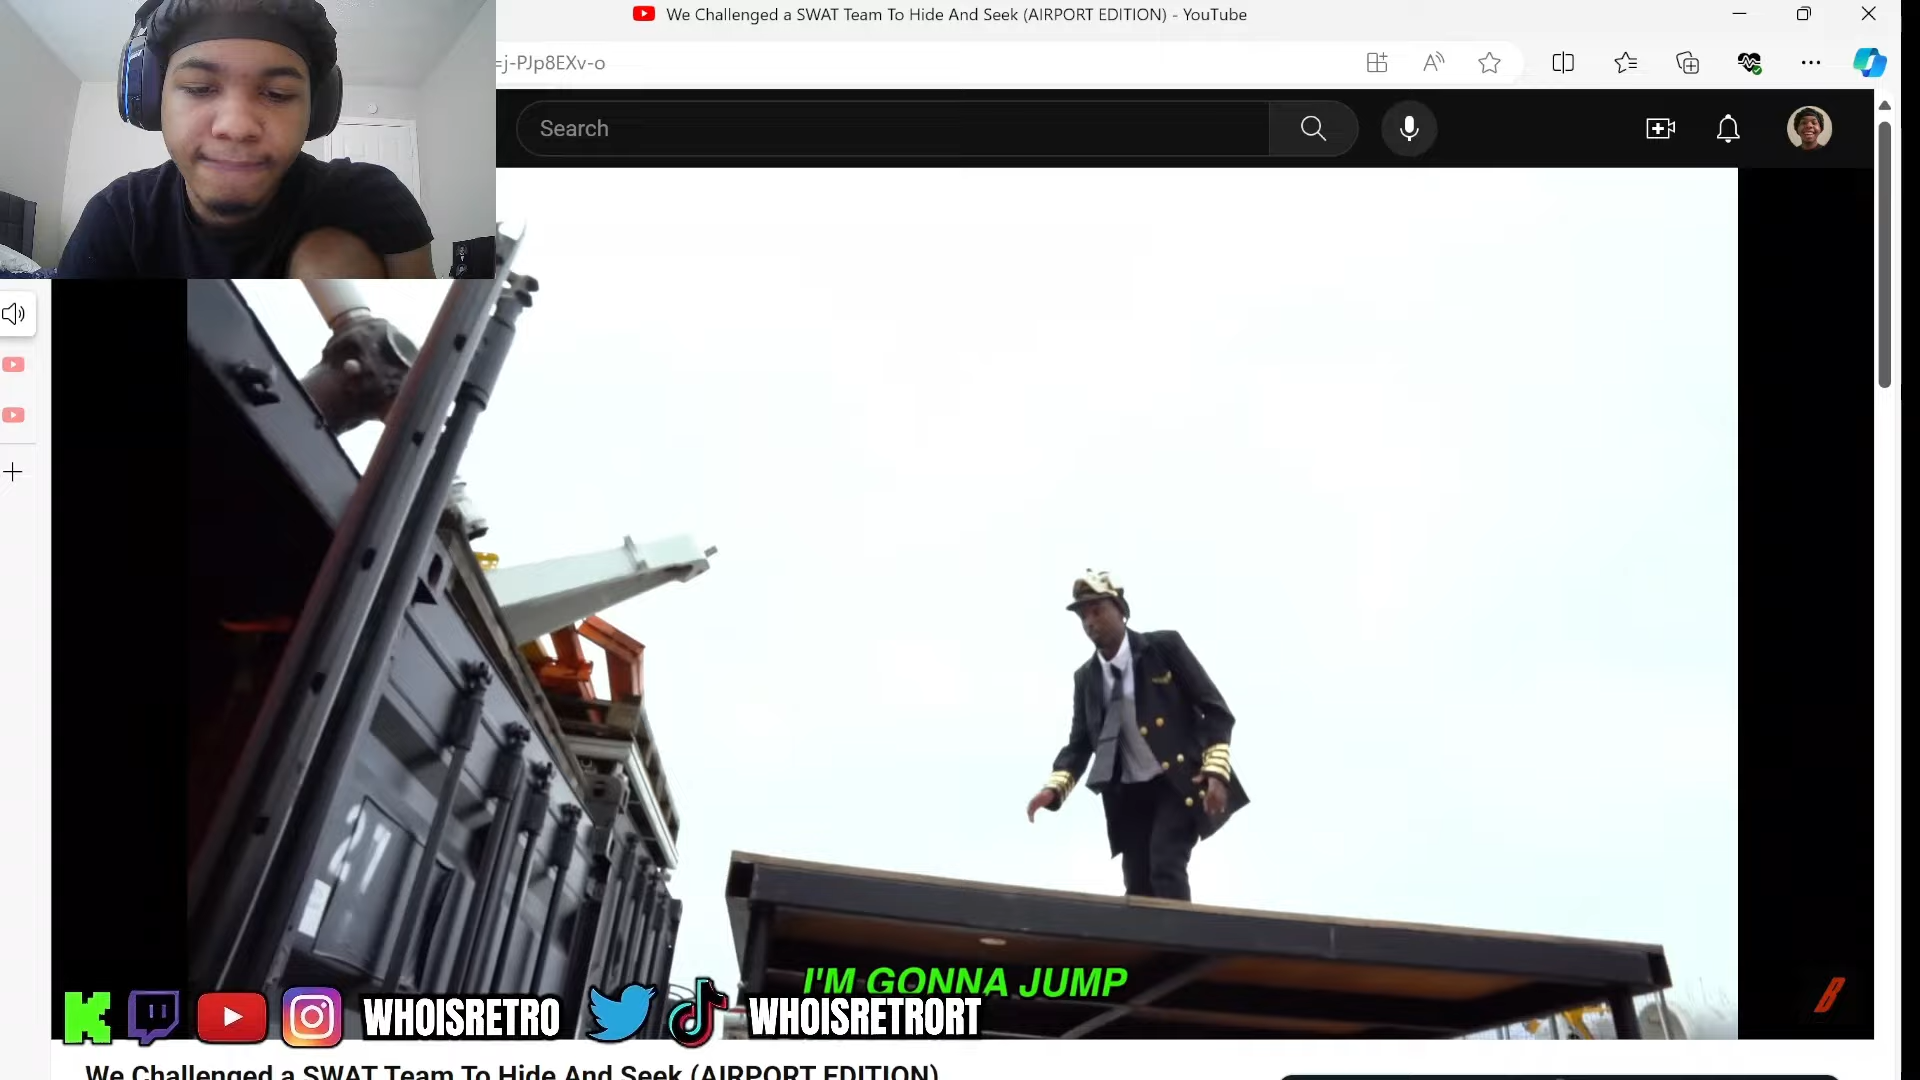 We Challenged a SWAT Team To Hide And Seek (AIRPORT EDITION) - YouTube
=j-PJp8EXv-o
Search
27
I'M GONNA JUMP
WHOISRETRO
WHOISRETRORT
We Challenged a SWAT Team To Hide And Seek (AIRPORT EDITION)